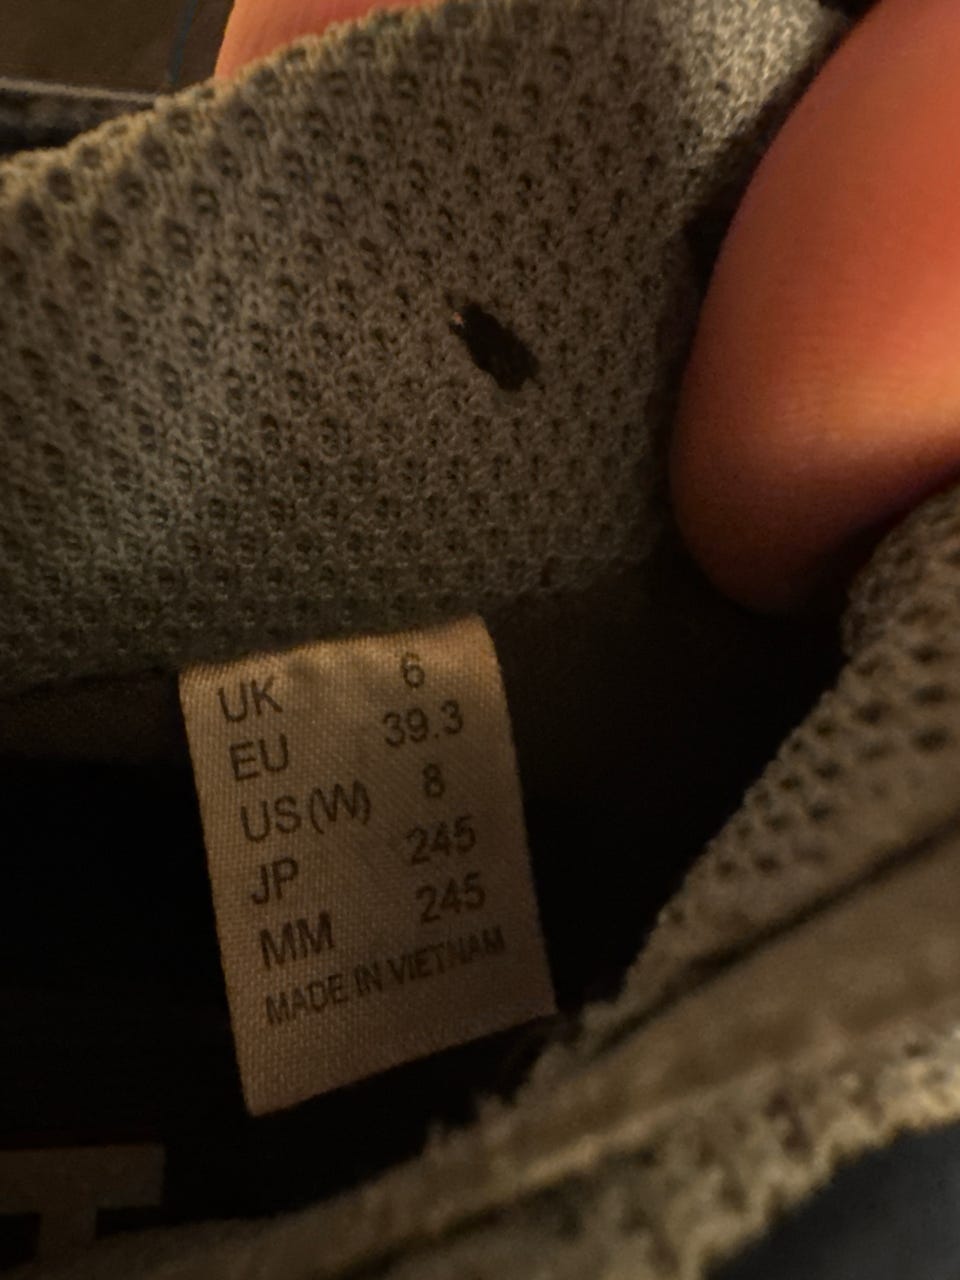 UK 6
EU 39.3
US(W) 8
JP 245
MM 245
MADE IN VIETNAM